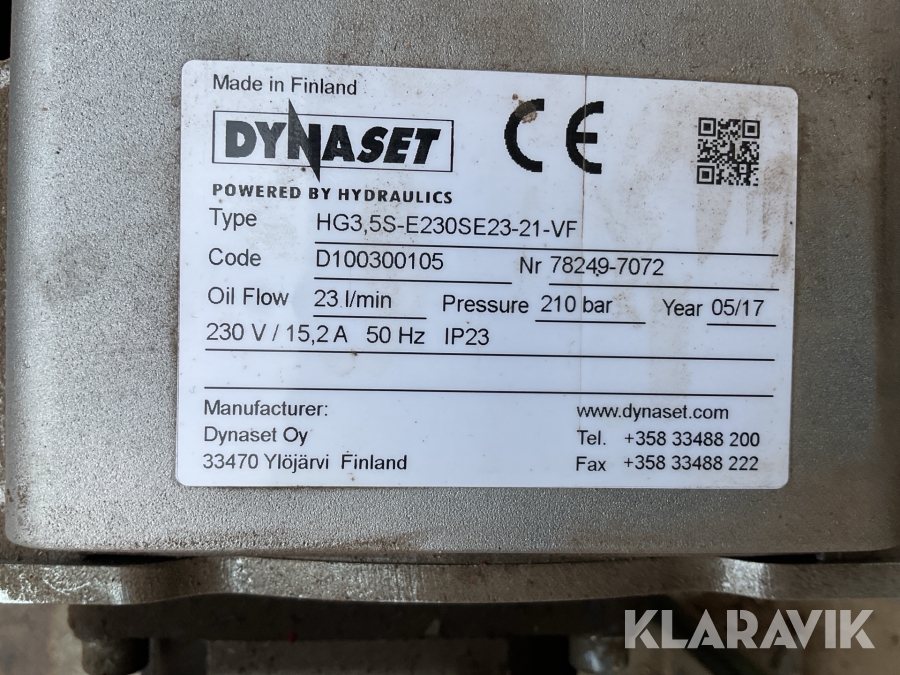 Made in Finland
DYNASET
CE
POWERED BY HYDRAULICS
Type HG3,5S-E230SE23-21-VF
Code D100300105 Nr 78249-7072
Oil Flow 23 l/min Pressure 210 bar Year 05/17
230 V / 15,2 A 50 Hz IP23
Manufacturer: www.dynaset.com
Dynaset Oy Tel. +358 33488 200
33470 Ylöjärvi Finland Fax +358 33488 222
KLARAVIK